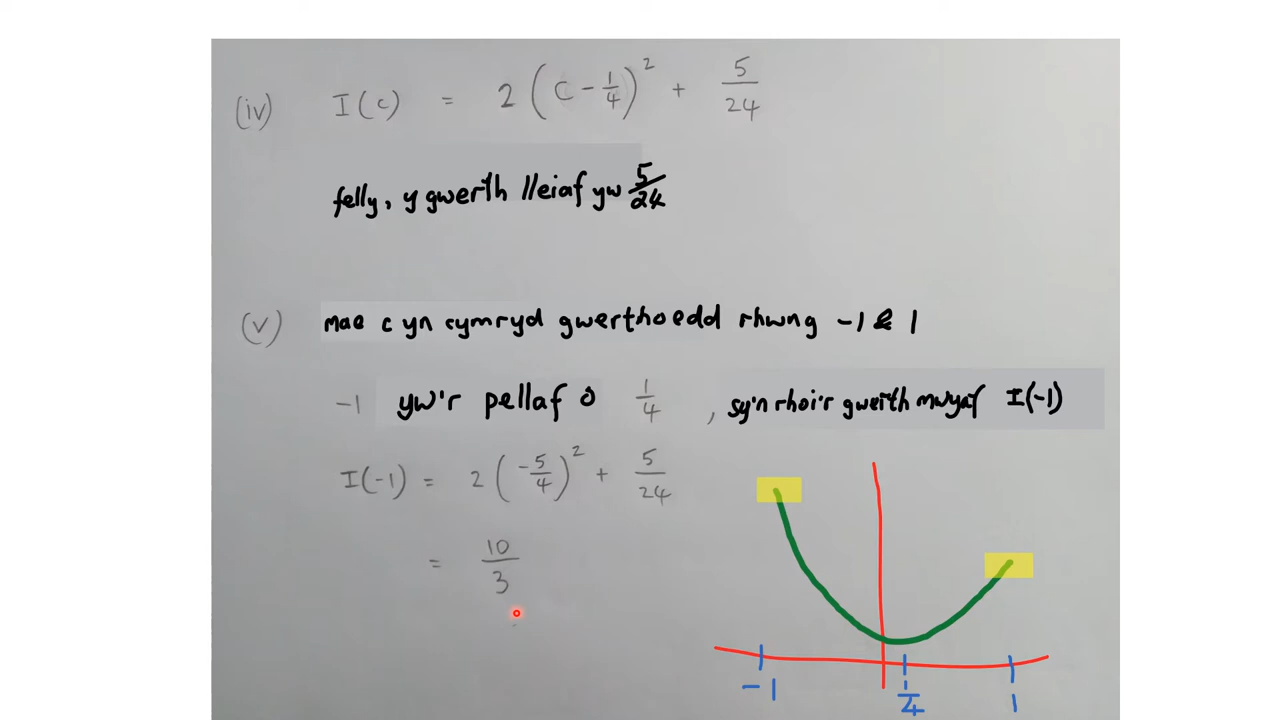 (iv) I(c) = 2(c - 1/4)² + 5/24
felly, y gwerth lleiaf yw 5/24
(v) mae c yn cymryd gwerthoedd rhwng -1 & 1
-1 yw'r pellaf o 1/4, sy'n rhoi'r gwerth mwyaf I(-1)
I(-1) = 2(-5/4)² + 5/24
= 10/3
-1 1/4 1